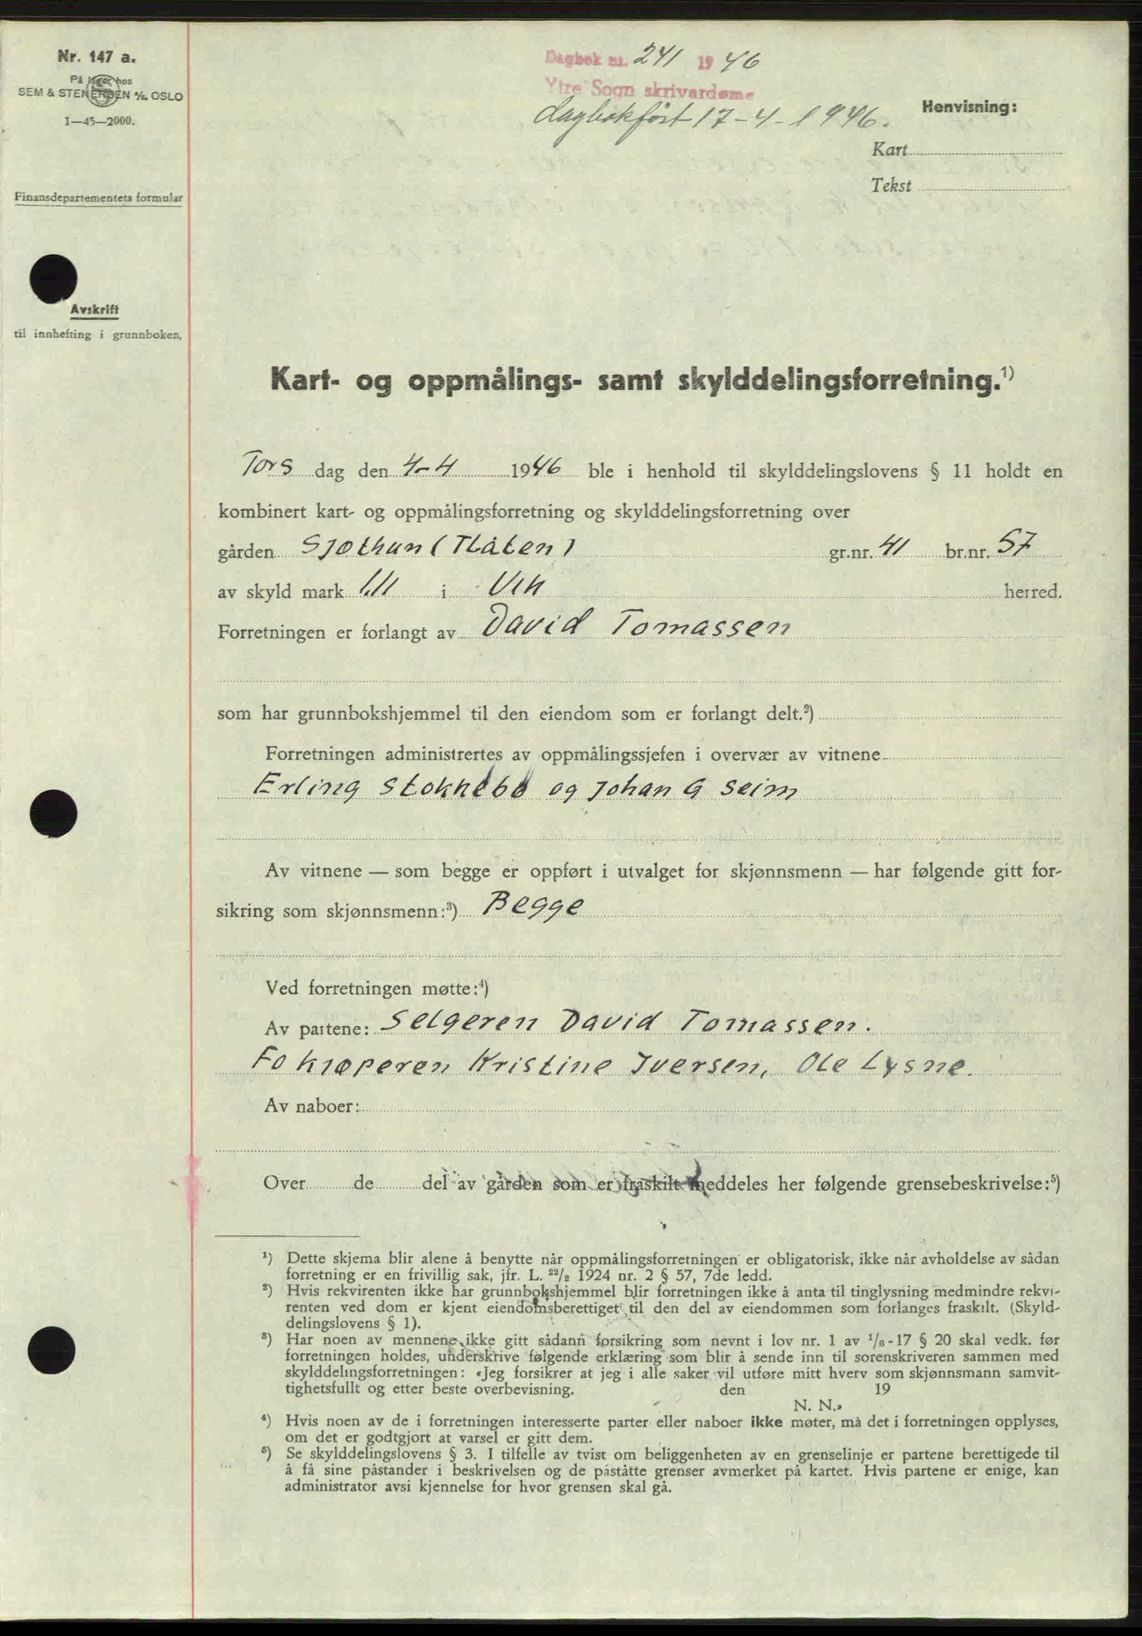 Nr. 147 a.
På lager hos
SEM & STENERSEN A/S. OSLO
1—45—2000.
Finansdepartementets formular
Avskrift
til innhefting i grunnboken.
Dagbok nr. 241 1946
Ytre Sogn skrivardøme
dagbokført 17-4-1946.
Henvisning:
Kart
Tekst
Kart- og oppmålings- samt skylddelingsforretning.¹)
Tors dag den 4-4 1946 ble i henhold til skylddelingslovens § 11 holdt en
kombinert kart- og oppmålingsforretning og skylddelingsforretning over
gården Sjøthun (Flåten) gr.nr. 41 br.nr. 57
av skyld mark 1.11 i Vik herred.
Forretningen er forlangt av David Tomassen
som har grunnbokshjemmel til den eiendom som er forlangt delt.²)
Forretningen administrertes av oppmålingssjefen i overvær av vitnene
Erling Stokkebø og Johan G Seim
Av vitnene — som begge er oppført i utvalget for skjønnsmenn — har følgende gitt for-
sikring som skjønnsmenn:³) Begge
Ved forretningen møtte:⁴)
Av partene: Selgeren David Tomassen.
Fo kjøperen Kristine Iversen, Ole Lysne.
Av naboer:
Over de del av gården som er fraskilt meddeles her følgende grensebeskrivelse:⁵)
¹) Dette skjema blir alene å benytte når oppmålingsforretningen er obligatorisk, ikke når avholdelse av sådan
forretning er en frivillig sak, jfr. L. ²²/₂ 1924 nr. 2 § 57, 7de ledd.
²) Hvis rekvirenten ikke har grunnbokshjemmel blir forretningen ikke å anta til tinglysning medmindre rekvi-
renten ved dom er kjent eiendomsberettiget til den del av eiendommen som forlanges fraskilt. (Skyld-
delingslovens § 1).
³) Har noen av mennene ikke gitt sådann forsikring som nevnt i lov nr. 1 av ¹/₆-17 § 20 skal vedk. før
forretningen holdes, underskrive følgende erklæring som blir å sende inn til sorenskriveren sammen med
skylddelingsforretningen: «Jeg forsikrer at jeg i alle saker vil utføre mitt hverv som skjønnsmann samvit-
tighetsfullt og etter beste overbevisning. den 19
N. N.»
⁴) Hvis noen av de i forretningen interesserte parter eller naboer ikke møter, må det i forretningen opplyses,
om det er godtgjort at varsel er gitt dem.
⁵) Se skylddelingslovens § 3. I tilfelle av tvist om beliggenheten av en grenselinje er partene berettigede til
å få sine påstander i beskrivelsen og de påståtte grenser avmerket på kartet. Hvis partene er enige, kan
administrator avsi kjennelse for hvor grensen skal gå.